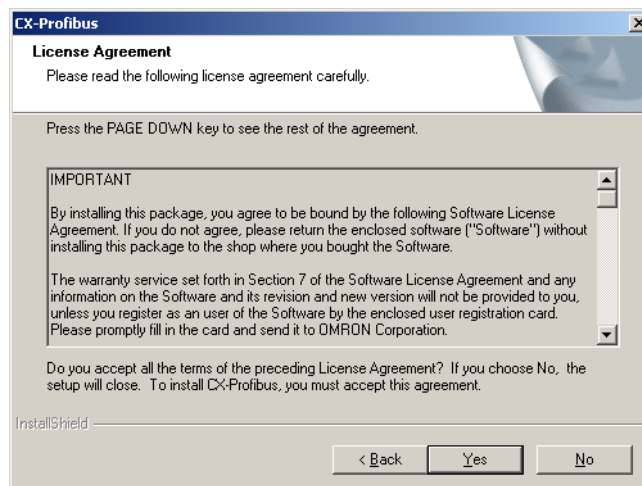 CX-Profibus
License Agreement
Please read the following license agreement carefully.
Press the PAGE DOWN key to see the rest of the agreement.
IMPORTANT
By installing this package, you agree to be bound by the following Software License
Agreement. If you do not agree, please return the enclosed software ("Software") without
installing this package to the shop where you bought the Software.
The warranty service set forth in Section 7 of the Software License Agreement and any
information on the Software and its revision and new version will not be provided to you,
unless you register as an user of the Software by the enclosed user registration card.
Please promptly fill in the card and send it to OMRON Corporation.
Do you accept all the terms of the preceding License Agreement? If you choose No, the
setup will close. To install CX-Profibus, you must accept this agreement.
InstallShield
< Back Yes No